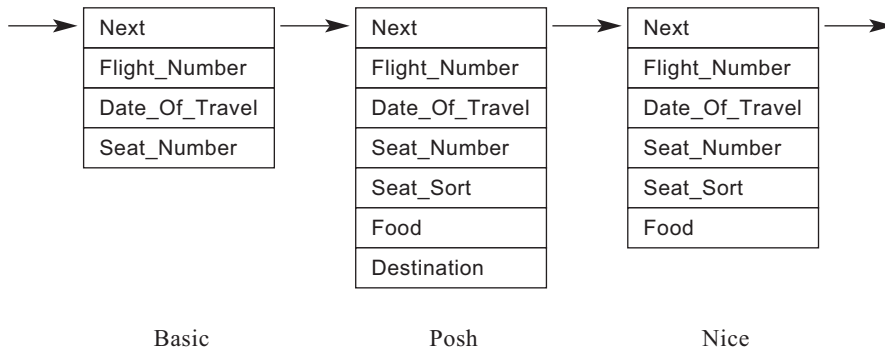 Next
Flight_Number
Date_Of_Travel
Seat_Number
Next
Flight_Number
Date_Of_Travel
Seat_Number
Seat_Sort
Food
Destination
Next
Flight_Number
Date_Of_Travel
Seat_Number
Seat_Sort
Food
Basic
Posh
Nice